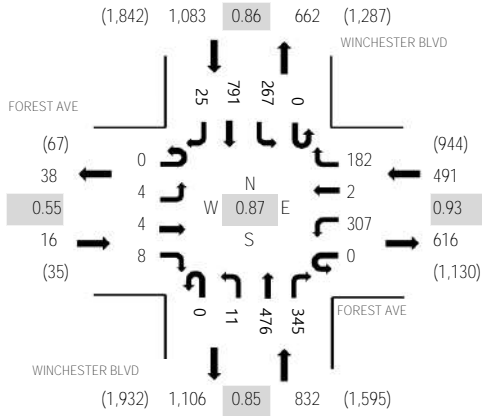 (1,842) 1,083 0.86 662 (1,287)
WINCHESTER BLVD
FOREST AVE
25 791 267 0
(67)
(944)
38 0 182 491
N
0.55 4 W 0.87 E 2 0.93
S
16 4 307 616
8 0
(35)
(1,130)
0 11 476 345
FOREST AVE
WINCHESTER BLVD
(1,932) 1,106 0.85 832 (1,595)